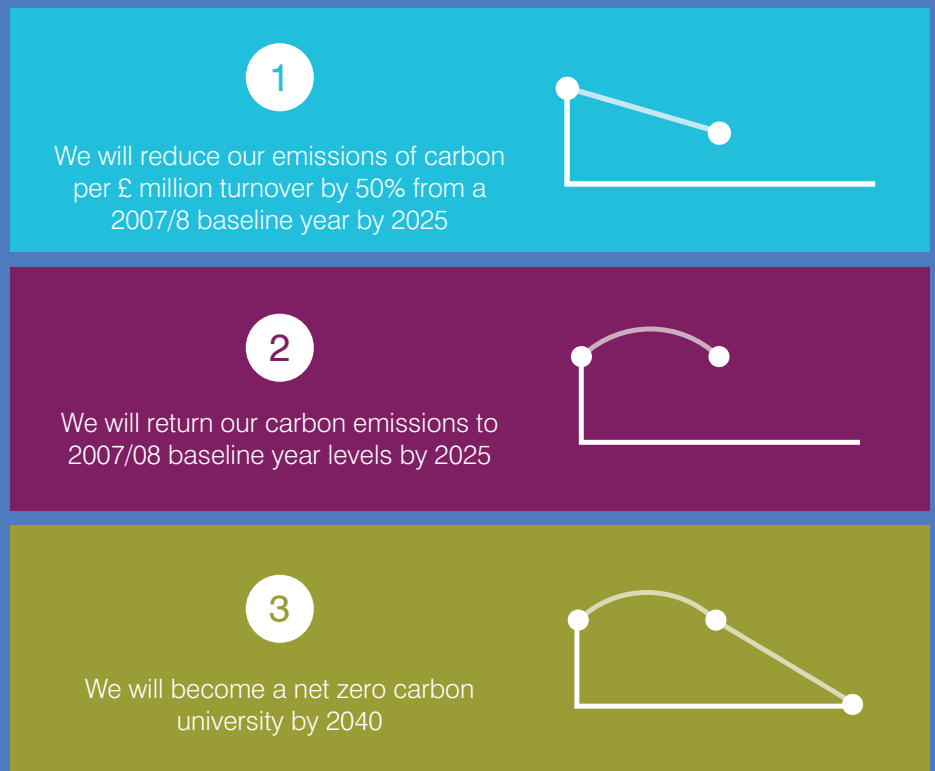 1
We will reduce our emissions of carbon
per £ million turnover by 50% from a
2007/8 baseline year by 2025
2
We will return our carbon emissions to
2007/08 baseline year levels by 2025
3
We will become a net zero carbon
university by 2040